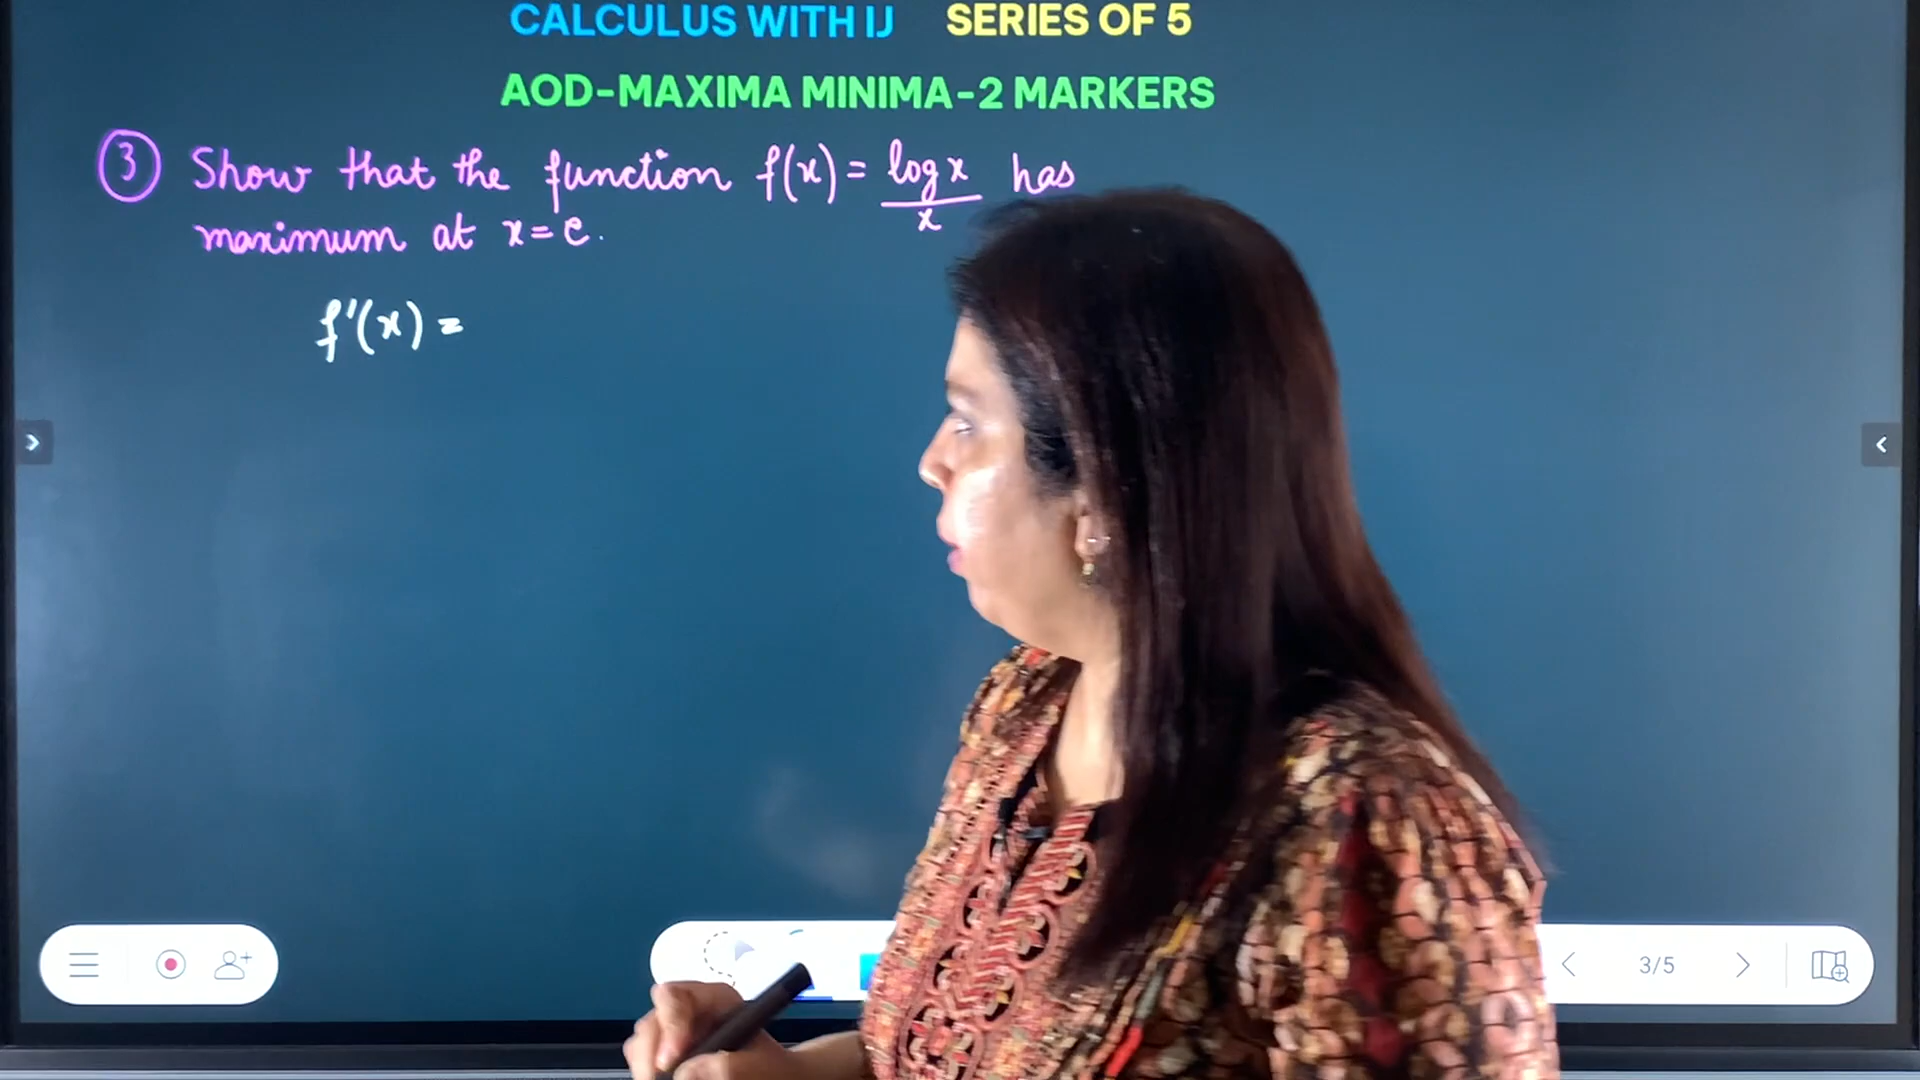 CALCULUS WITH IJ SERIES OF 5
AOD-MAXIMA MINIMA-2 MARKERS
③ Show that the function f(x) = log x / x has
maximum at x = e.
f'(x) =
3/5